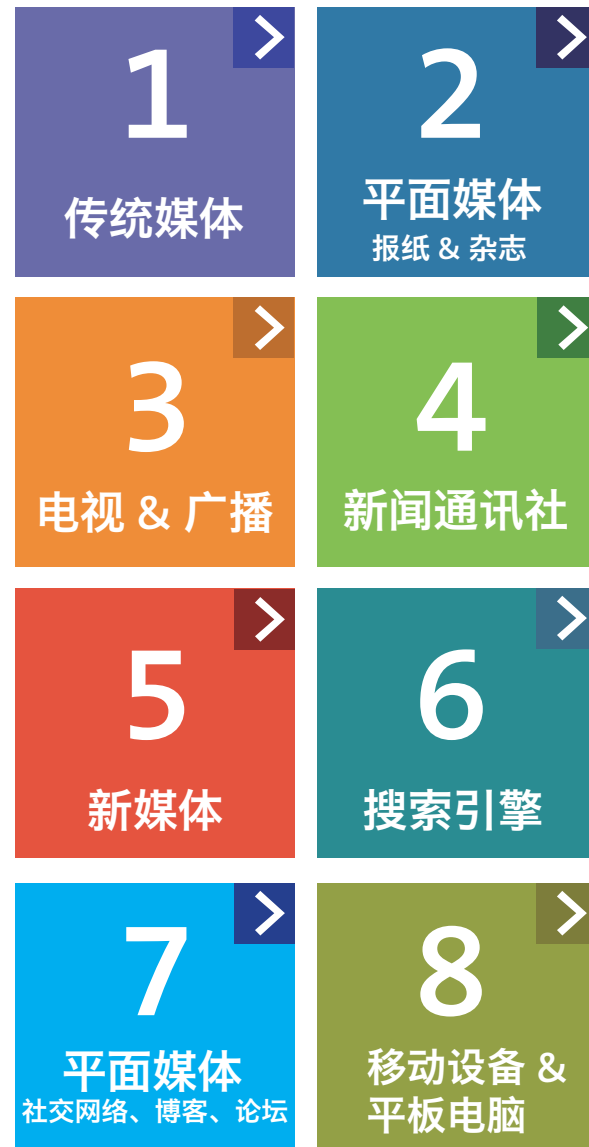 1
传统媒体
2
平面媒体
报纸 & 杂志
3
电视 & 广播
4
新闻通讯社
5
新媒体
6
搜索引擎
7
平面媒体
社交网络、博客、论坛
8
移动设备 &
平板电脑